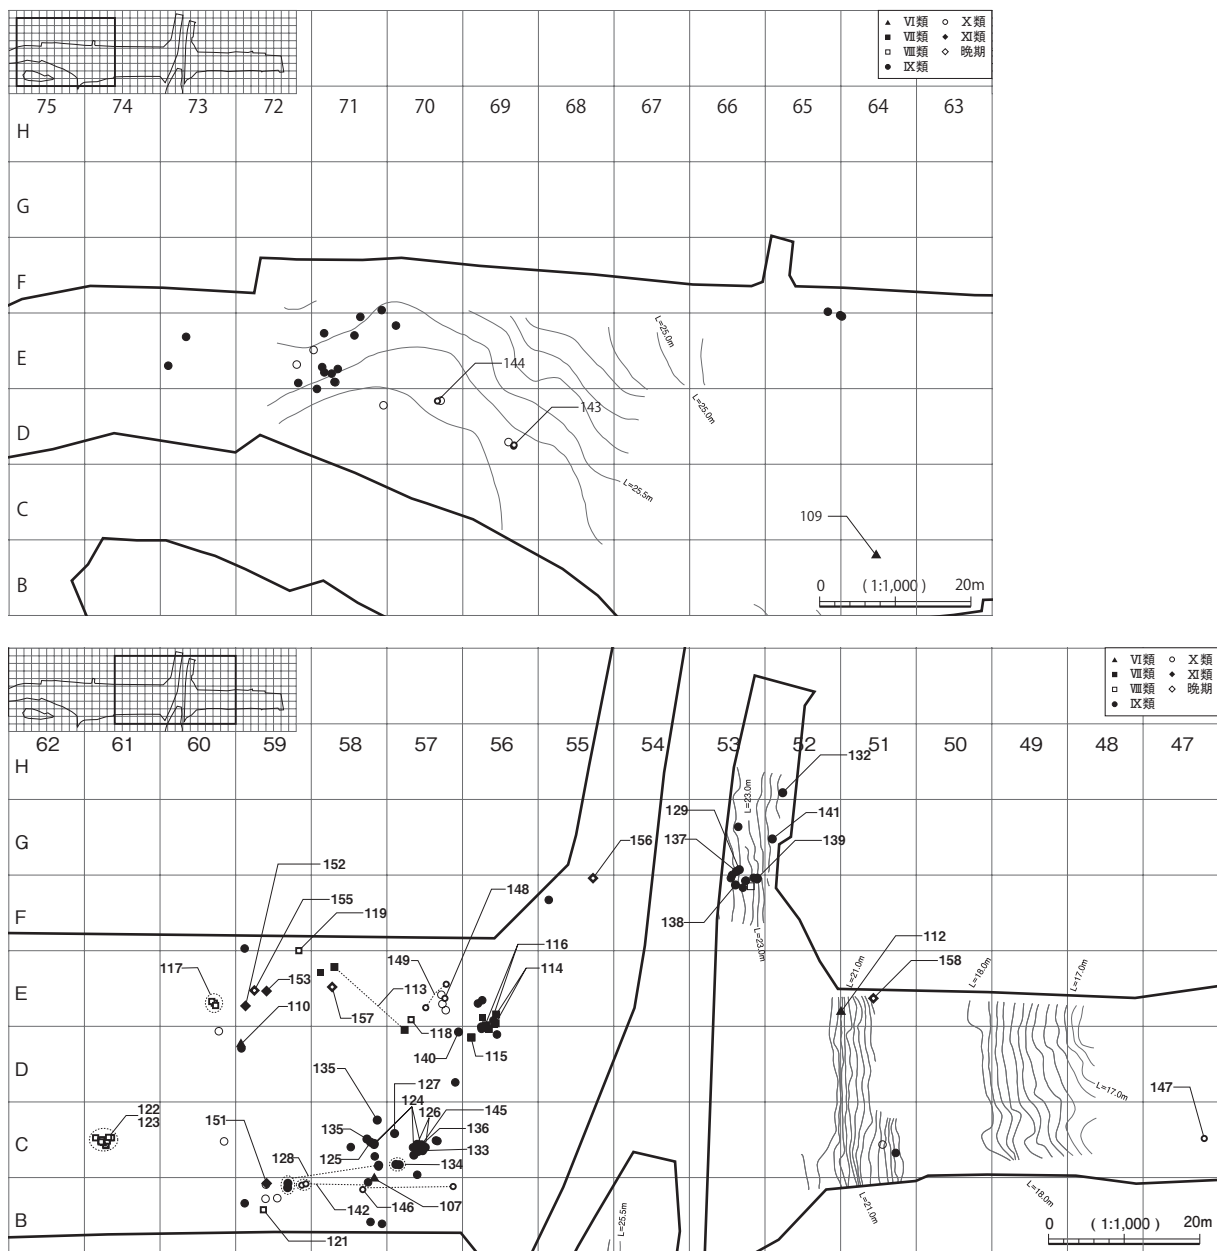 ▲ Ⅵ類 ○ Ⅹ類
■ Ⅶ類 ◆ Ⅺ類
□ Ⅷ類 ◇ 晩期
● Ⅸ類
75 74 73 72 71 70 69 68 67 66 65 64 63
H
G
F
E
D
C
B
L=25.0m
L=25.0m
L=25.5m
144
143
109
0 (1:1,000) 20m
▲ Ⅵ類 ○ Ⅹ類
■ Ⅶ類 ◆ Ⅺ類
□ Ⅷ類 ◇ 晩期
● Ⅸ類
62 61 60 59 58 57 56 55 54 53 52 51 50 49 48 47
H
G
F
E
D
C
B
132
129
L=23.0m
141
137
139
156
152
148
155
119
138
L=23.0m
116
112
117
149
114
L=21.0m
158
L=18.0m
L=17.0m
153
113
110
157
118
140
115
135
127
L=17.0m
147
124
126
145
122
123
151
135
136
133
125
128
134
142
146
107
121
L=25.5m
L=21.0m
L=18.0m
0 (1:1,000) 20m